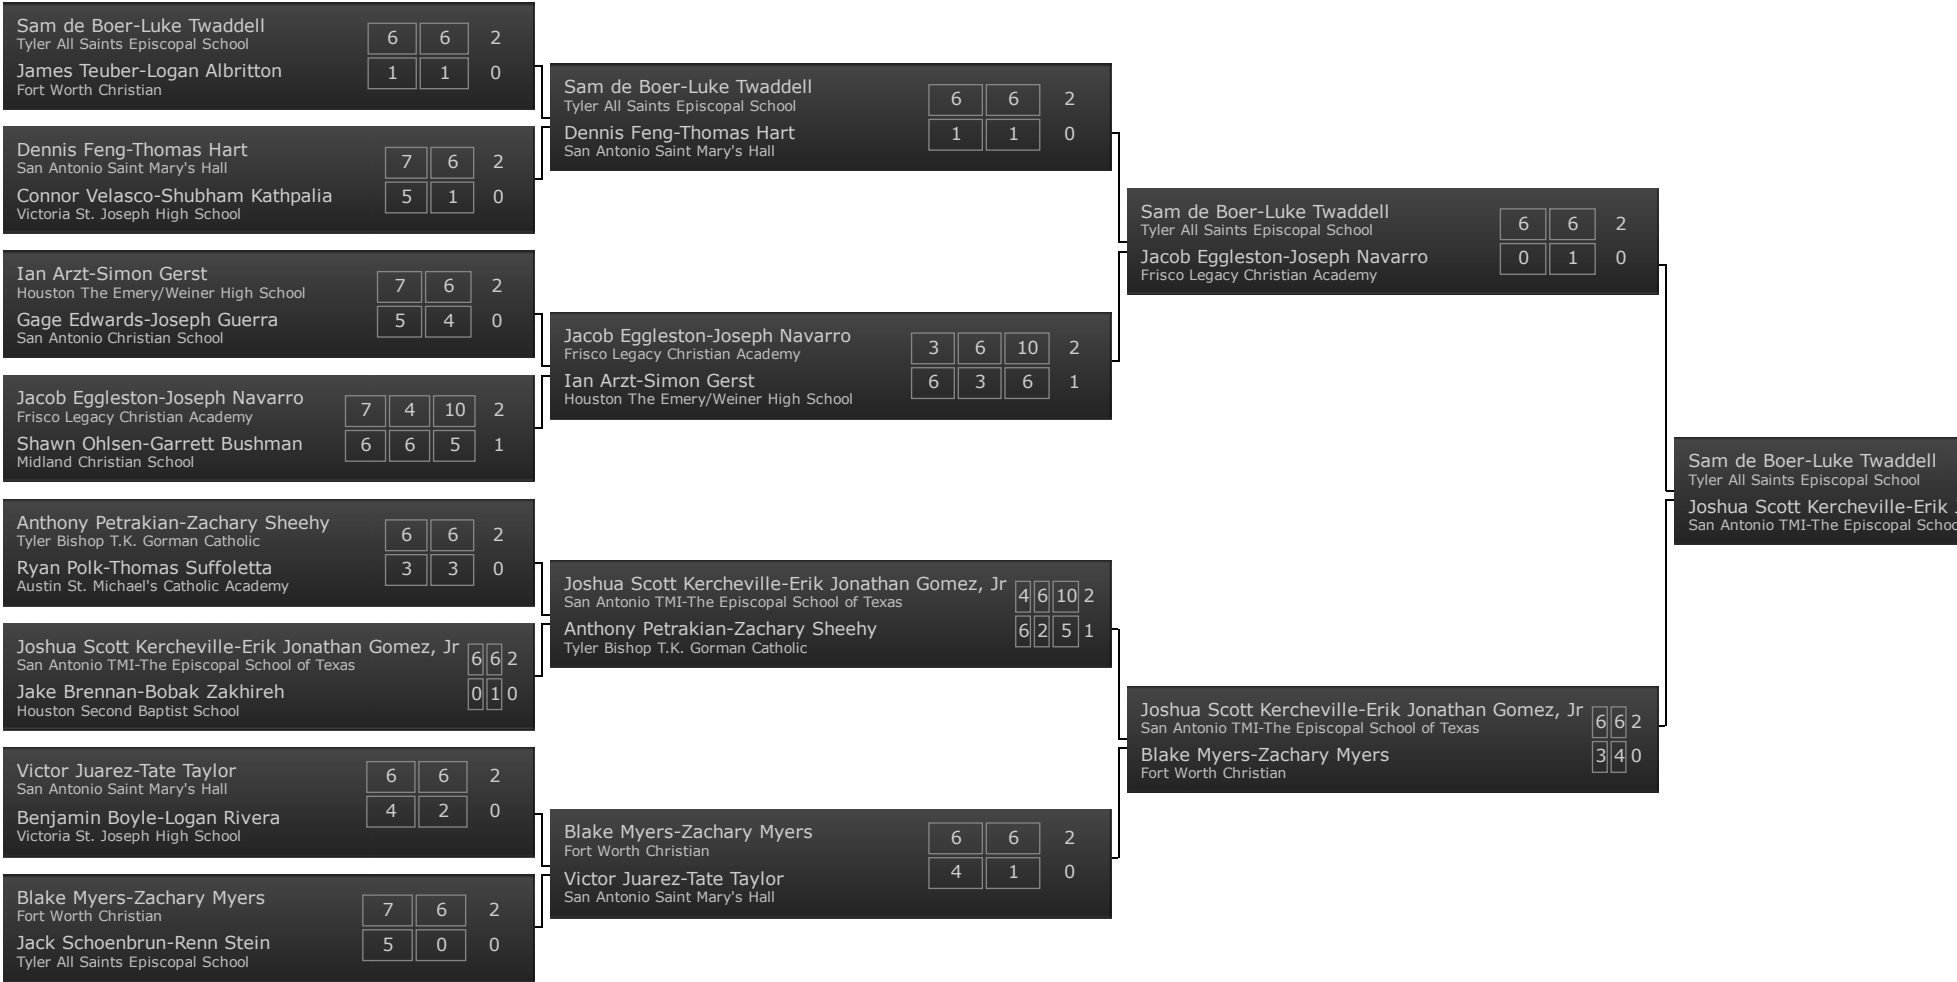 Sam de Boer-Luke Twaddell
Tyler All Saints Episcopal School
6 6 2
James Teuber-Logan Albritton
Fort Worth Christian
1 1 0
Dennis Feng-Thomas Hart
San Antonio Saint Mary's Hall
7 6 2
Connor Velasco-Shubham Kathpalia
Victoria St. Joseph High School
5 1 0
Ian Arzt-Simon Gerst
Houston The Emery/Weiner High School
7 6 2
Gage Edwards-Joseph Guerra
San Antonio Christian School
5 4 0
Jacob Eggleston-Joseph Navarro
Frisco Legacy Christian Academy
7 4 10 2
Shawn Ohlsen-Garrett Bushman
Midland Christian School
6 6 5 1
Anthony Petrakian-Zachary Sheehy
Tyler Bishop T.K. Gorman Catholic
6 6 2
Ryan Polk-Thomas Suffoletta
Austin St. Michael's Catholic Academy
3 3 0
Joshua Scott Kercheville-Erik Jonathan Gomez, Jr
San Antonio TMI-The Episcopal School of Texas
6 6 2
Jake Brennan-Bobak Zakhireh
Houston Second Baptist School
0 1 0
Victor Juarez-Tate Taylor
San Antonio Saint Mary's Hall
6 6 2
Benjamin Boyle-Logan Rivera
Victoria St. Joseph High School
4 2 0
Blake Myers-Zachary Myers
Fort Worth Christian
7 6 2
Jack Schoenbrun-Renn Stein
Tyler All Saints Episcopal School
5 0 0
Sam de Boer-Luke Twaddell
Tyler All Saints Episcopal School
6 6 2
Dennis Feng-Thomas Hart
San Antonio Saint Mary's Hall
1 1 0
Jacob Eggleston-Joseph Navarro
Frisco Legacy Christian Academy
3 6 10 2
Ian Arzt-Simon Gerst
Houston The Emery/Weiner High School
6 3 6 1
Joshua Scott Kercheville-Erik Jonathan Gomez, Jr
San Antonio TMI-The Episcopal School of Texas
4 6 10 2
Anthony Petrakian-Zachary Sheehy
Tyler Bishop T.K. Gorman Catholic
6 2 5 1
Blake Myers-Zachary Myers
Fort Worth Christian
6 6 2
Victor Juarez-Tate Taylor
San Antonio Saint Mary's Hall
4 1 0
Sam de Boer-Luke Twaddell
Tyler All Saints Episcopal School
6 6 2
Jacob Eggleston-Joseph Navarro
Frisco Legacy Christian Academy
0 1 0
Joshua Scott Kercheville-Erik Jonathan Gomez, Jr
San Antonio TMI-The Episcopal School of Texas
6 6 2
Blake Myers-Zachary Myers
Fort Worth Christian
3 4 0
Sam de Boer-Luke Twaddell
Tyler All Saints Episcopal School
Joshua Scott Kercheville-Erik
San Antonio TMI-The Episcopal